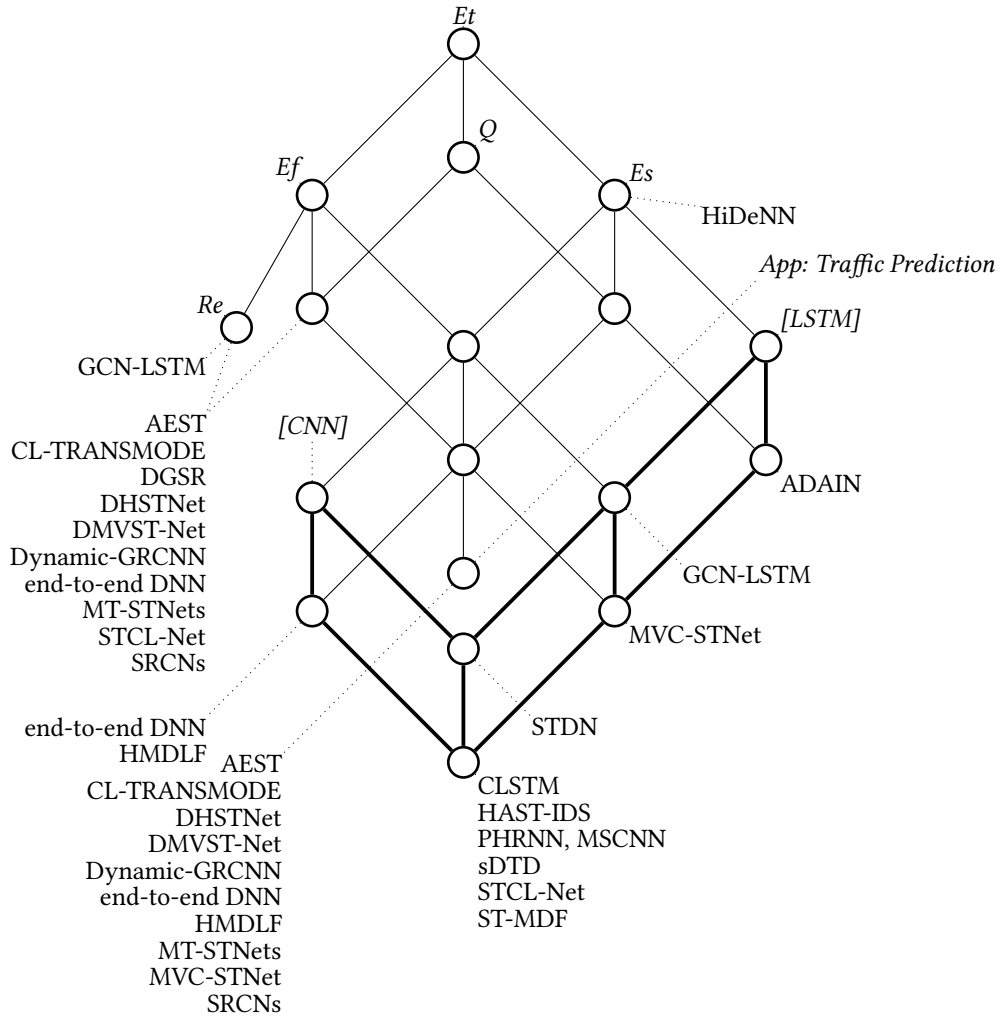 Et
Q
Ef
Es
HiDeNN
App: Traffic Prediction
Re
[LSTM]
GCN-LSTM
AEST
CL-TRANSMODE
DGSR
DHSTNet
DMVST-Net
Dynamic-GRCNN
end-to-end DNN
MT-STNets
STCL-Net
SRCNs
[CNN]
ADAIN
GCN-LSTM
MVC-STNet
end-to-end DNN
HMDLF
STDN
AEST
CL-TRANSMODE
DHSTNet
DMVST-Net
Dynamic-GRCNN
end-to-end DNN
HMDLF
MT-STNets
MVC-STNet
SRCNs
CLSTM
HAST-IDS
PHRNN, MSCNN
sDTD
STCL-Net
ST-MDF